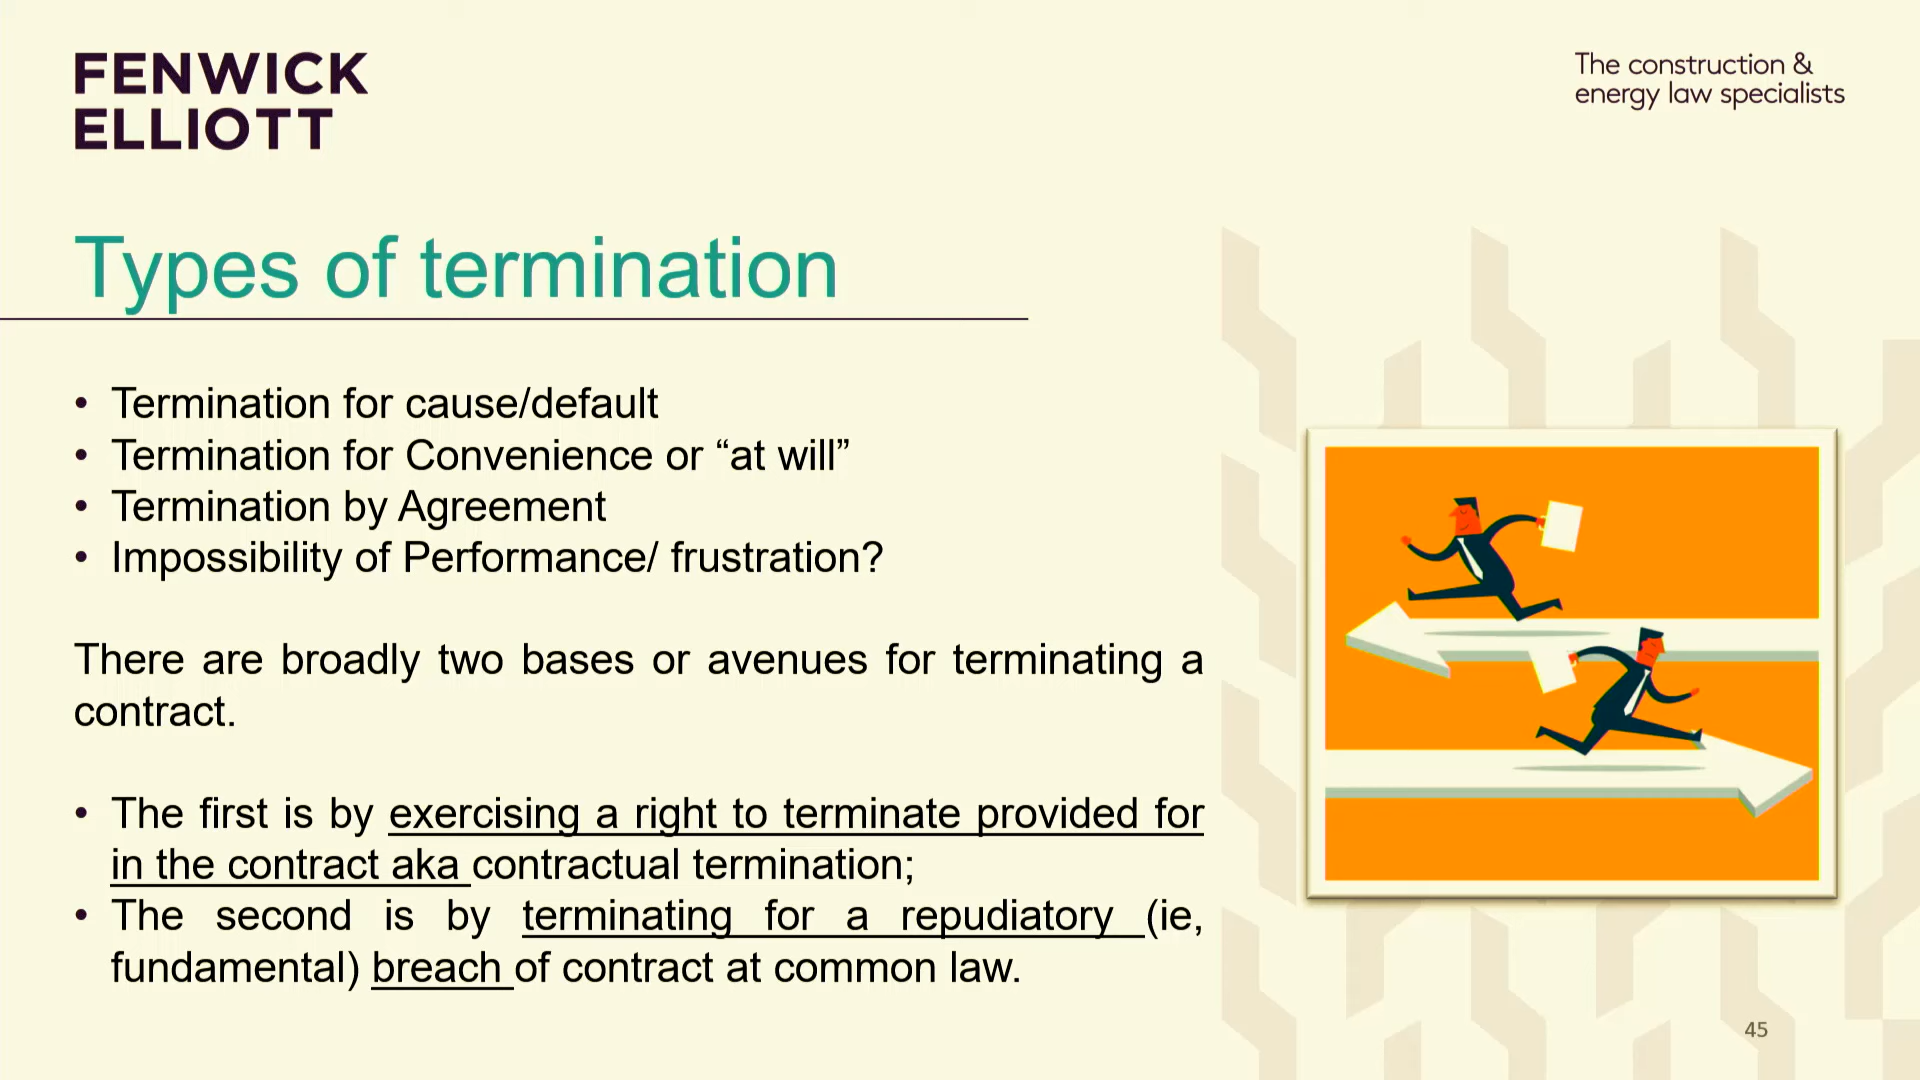 FENWICK
ELLIOTT
The construction &
energy law specialists
Types of termination
• Termination for cause/default
• Termination for Convenience or “at will”
• Termination by Agreement
• Impossibility of Performance/ frustration?
There are broadly two bases or avenues for terminating a
contract.
• The first is by exercising a right to terminate provided for
in the contract aka contractual termination;
• The second is by terminating for a repudiatory (ie,
fundamental) breach of contract at common law.
45